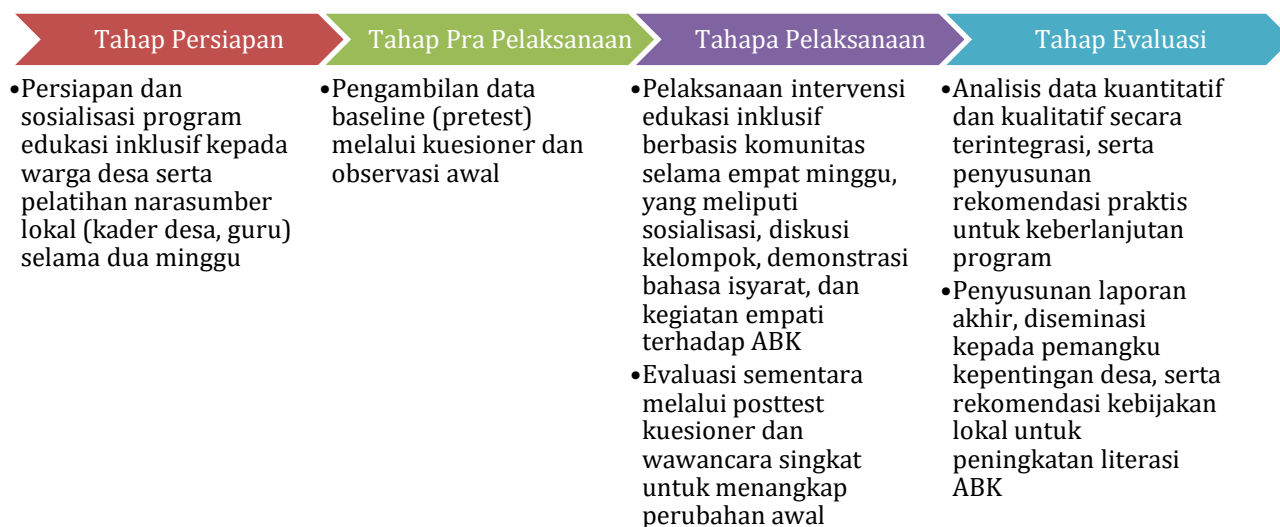 Tahap Persiapan
Tahap Pra Pelaksanaan
Tahapa Pelaksanaan
Tahap Evaluasi
•Persiapan dan
sosialisasi program
edukasi inklusif kepada
warga desa serta
pelatihan narasumber
lokal (kader desa, guru)
selama dua minggu
•Pengambilan data
baseline (pretest)
melalui kuesioner dan
observasi awal
•Pelaksanaan intervensi
edukasi inklusif
berbasis komunitas
selama empat minggu,
yang meliputi
sosialisasi, diskusi
kelompok, demonstrasi
bahasa isyarat, dan
kegiatan empati
terhadap ABK
•Evaluasi sementara
melalui posttest
kuesioner dan
wawancara singkat
untuk menangkap
perubahan awal
•Analisis data kuantitatif
dan kualitatif secara
terintegrasi, serta
penyusunan
rekomendasi praktis
untuk keberlanjutan
program
•Penyusunan laporan
akhir, diseminasi
kepada pemangku
kepentingan desa, serta
rekomendasi kebijakan
lokal untuk
peningkatan literasi
ABK